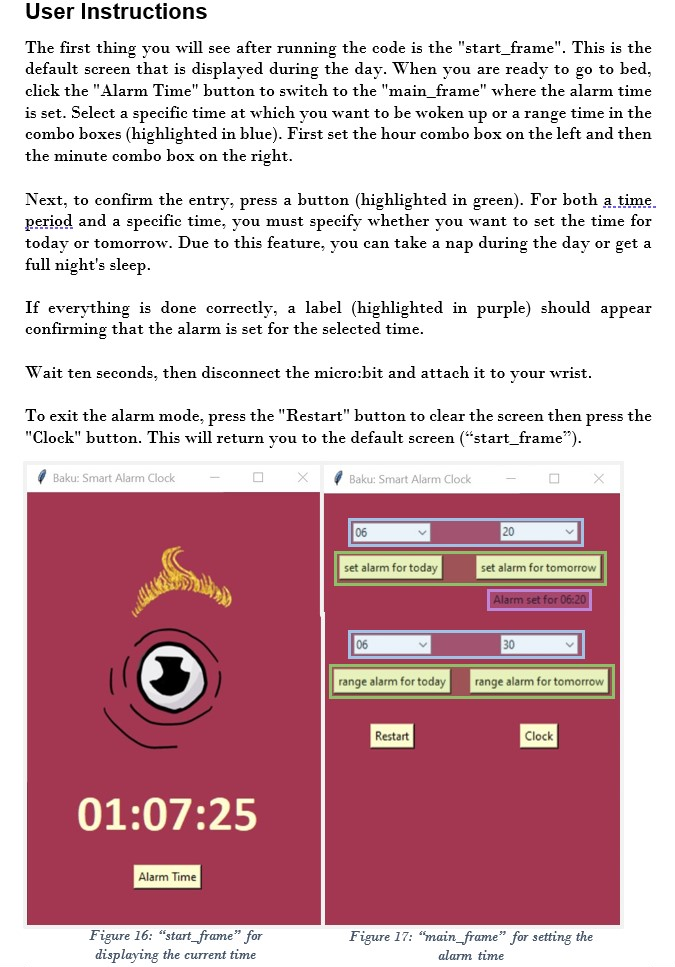 User Instructions
The first thing you will see after running the code is the "start_frame". This is the
default screen that is displayed during the day. When you are ready to go to bed,
click the "Alarm Time" button to switch to the "main_frame" where the alarm time
is set. Select a specific time at which you want to be woken up or a range time in the
combo boxes (highlighted in blue). First set the hour combo box on the left and then
the minute combo box on the right.
Next, to confirm the entry, press a button (highlighted in green). For both a time
period and a specific time, you must specify whether you want to set the time for
today or tomorrow. Due to this feature, you can take a nap during the day or get a
full night's sleep.
If everything is done correctly, a label (highlighted in purple) should appear
confirming that the alarm is set for the selected time.
Wait ten seconds, then disconnect the micro:bit and attach it to your wrist.
To exit the alarm mode, press the "Restart" button to clear the screen then press the
"Clock" button. This will return you to the default screen (“start_frame”).
Baku: Smart Alarm Clock
01:07:25
Alarm Time
Figure 16: “start_frame” for
displaying the current time
Baku: Smart Alarm Clock
06 20
set alarm for today set alarm for tomorrow
Alarm set for 06:20
06 30
range alarm for today range alarm for tomorrow
Restart Clock
Figure 17: “main_frame” for setting the
alarm time